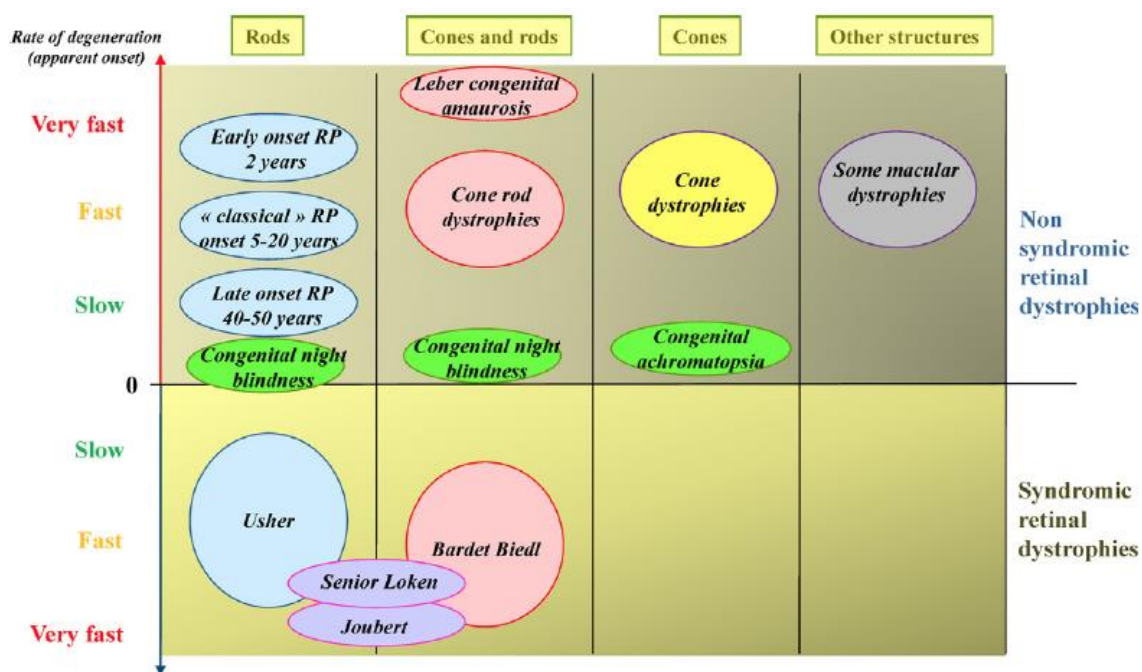 Rate of degeneration
(apparent onset)
Rods
Cones and rods
Cones
Other structures
Very fast
Fast
Slow
0
Slow
Fast
Very fast
Early onset RP
2 years
« classical » RP
onset 5-20 years
Late onset RP
40-50 years
Congenital night
blindness
Leber congenital
amaurosis
Cone rod
dystrophies
Congenital night
blindness
Cone
dystrophies
Congenital
achromatopsia
Some macular
dystrophies
Non
syndromic
retinal
dystrophies
Usher
Bardet Biedl
Senior Loken
Joubert
Syndromic
retinal
dystrophies